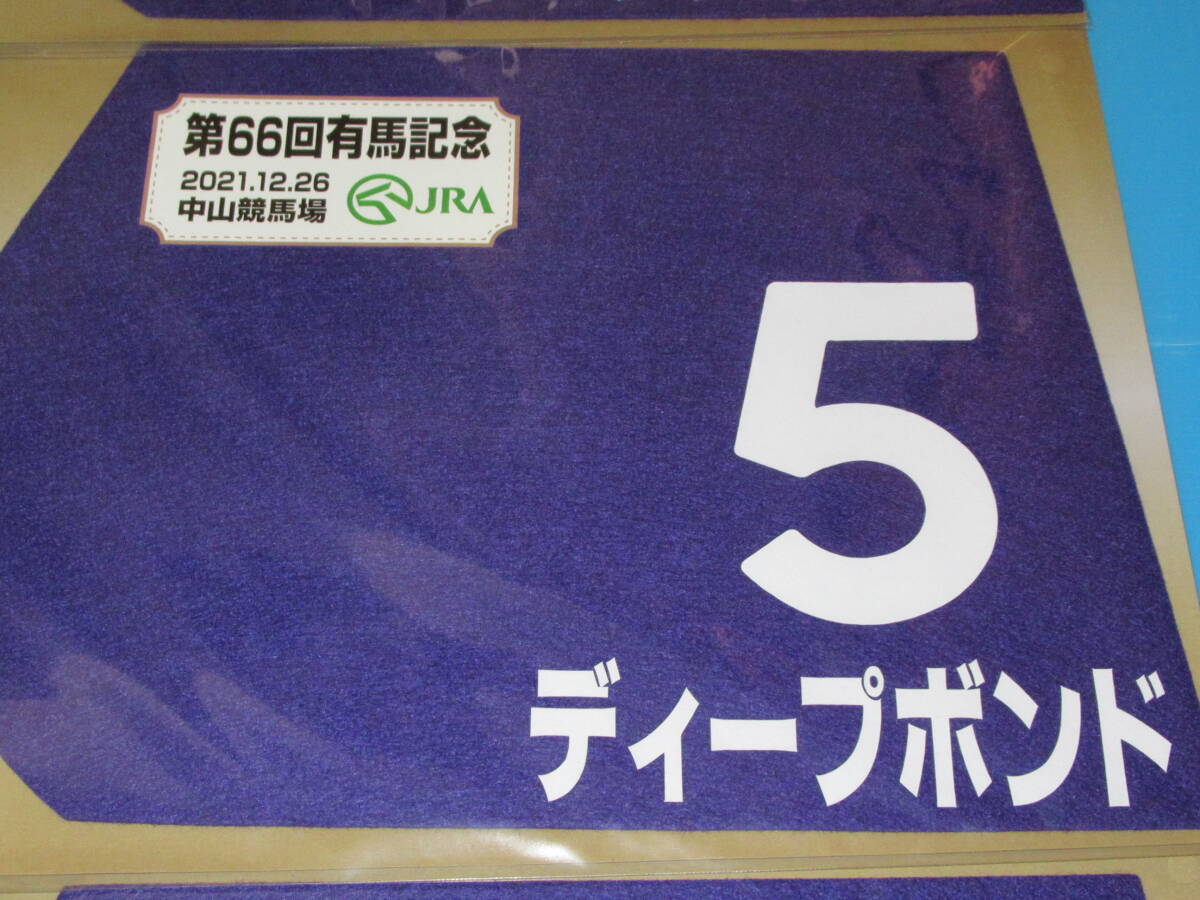 第66回有馬記念
2021.12.26
中山競馬場
JRA
5
ディープボンド